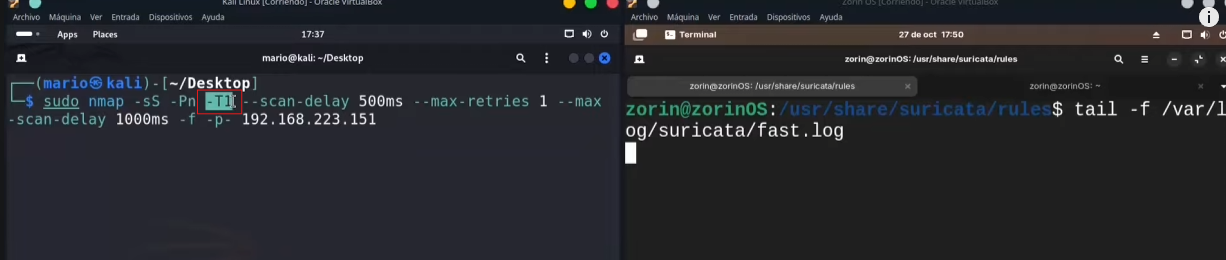 Kali Linux [Corriendo] - Oracle VirtualBox
Archivo Máquina Ver Entrada Dispositivos Ayuda
Apps Places 17:37
mario@kali: ~/Desktop
(mario㉿kali)-[~/Desktop]
$ sudo nmap -sS -Pn -T1 --scan-delay 500ms --max-retries 1 --max
-scan-delay 1000ms -f -p- 192.168.223.151
Zorin OS [Corriendo] - Oracle VirtualBox
Archivo Máquina Ver Entrada Dispositivos Ayuda
Terminal 27 de oct 17:50
zorin@zorinOS: /usr/share/suricata/rules
zorin@zorinOS: /usr/share/suricata/rules × zorin@zorinOS: ~ ×
zorin@zorinOS:/usr/share/suricata/rules$ tail -f /var/l
og/suricata/fast.log